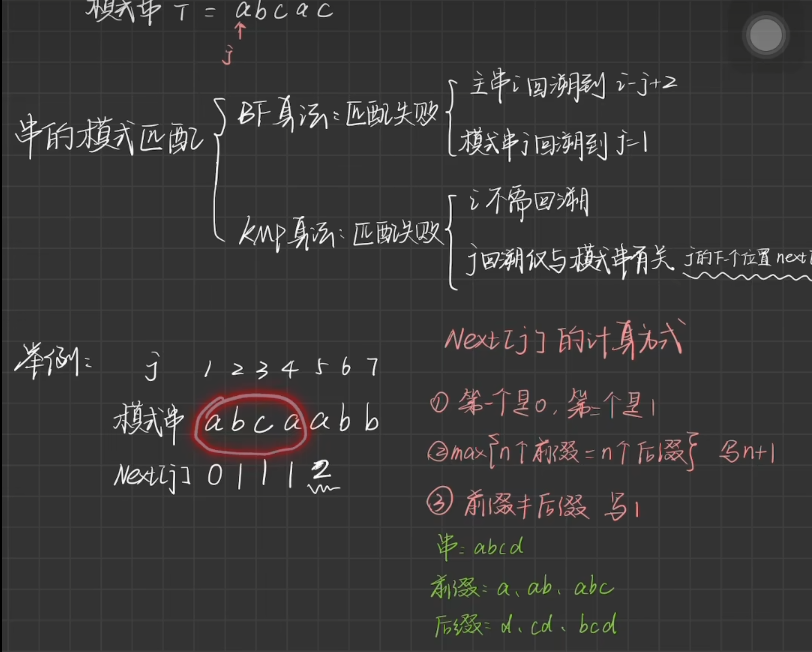 模式串 T = a b c a c
j
串的模式匹配
BF算法: 匹配失败
主串i回溯到 i-j+2
模式串j回溯到 j=1
KMP算法: 匹配失败
i不需回溯
j回溯仅与模式串有关 j的下个位置 next[
举例: j 1 2 3 4 5 6 7
模式串 a b c a a b b
Next[j] 0 1 1 1 2
Next[j]的计算方式
① 第一个是0, 第二个是1
② max{n个前缀=n个后缀} 写n+1
③ 前缀≠后缀 写1
串: abcd
前缀: a、ab、abc
后缀: d、cd、bcd